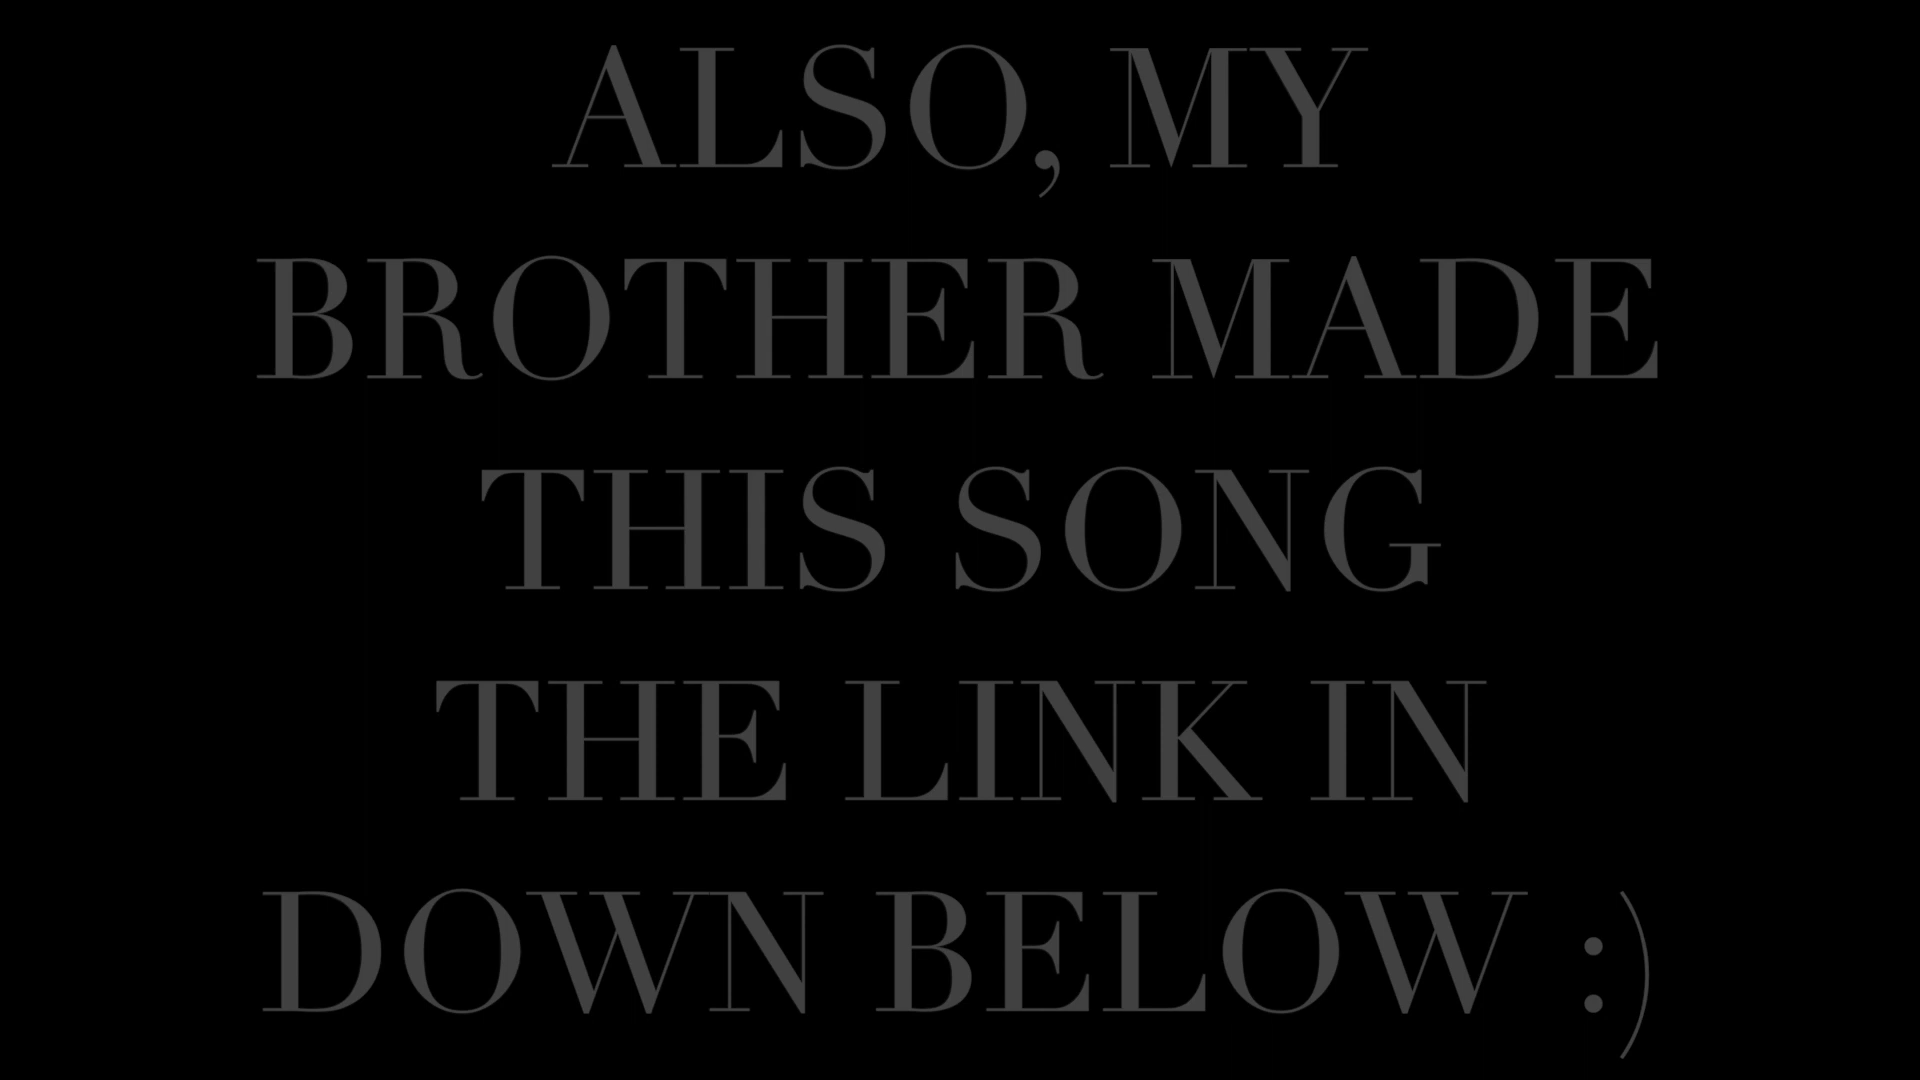 ALSO, MY
BROTHER MADE
THIS SONG
THE LINK IN
DOWN BELOW :)